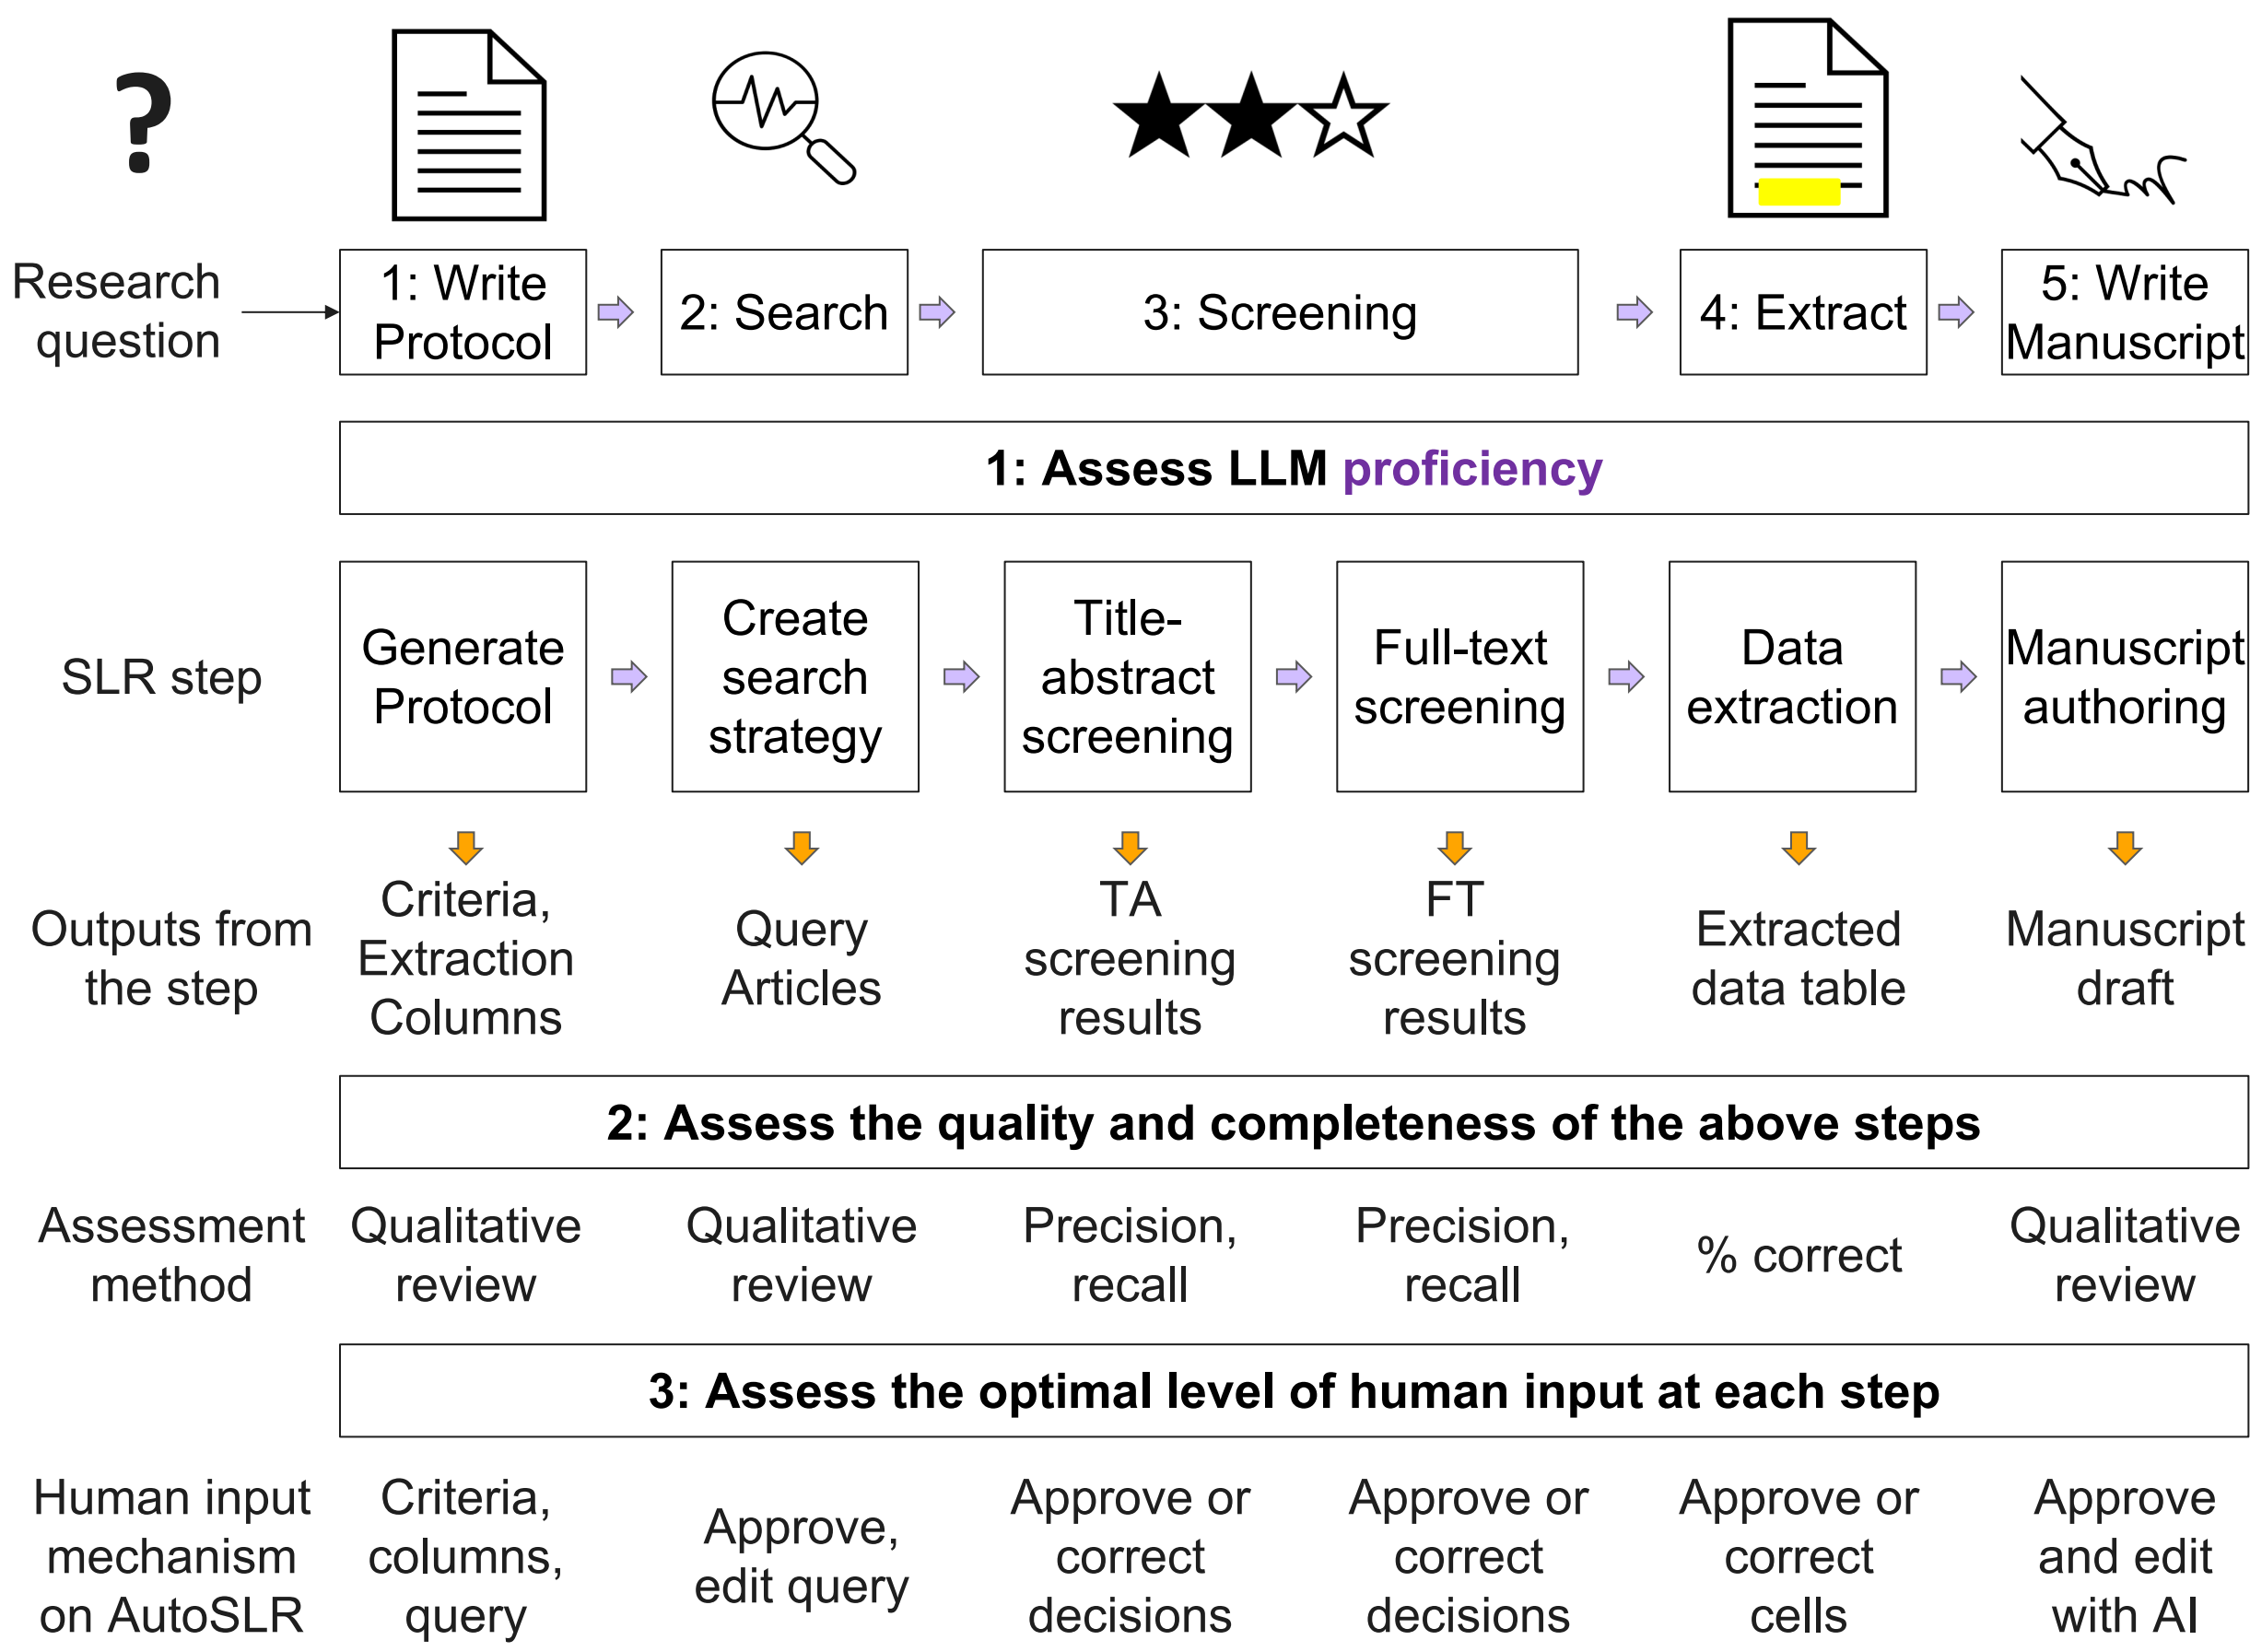 ?
Research
question
1: Write
Protocol
2: Search
3: Screening
4: Extract
5: Write
Manuscript
1: Assess LLM proficiency
SLR step
Generate
Protocol
Create
search
strategy
Title-
abstract
screening
Full-text
screening
Data
extraction
Manuscript
authoring
Outputs from
the step
Criteria,
Extraction
Columns
Query
Articles
TA
screening
results
FT
screening
results
Extracted
data table
Manuscript
draft
2: Assess the quality and completeness of the above steps
Assessment
method
Qualitative
review
Qualitative
review
Precision,
recall
Precision,
recall
% correct
Qualitative
review
3: Assess the optimal level of human input at each step
Human input
mechanism
on AutoSLR
Criteria,
columns,
query
Approve,
edit query
Approve or
correct
decisions
Approve or
correct
decisions
Approve or
correct
cells
Approve
and edit
with AI